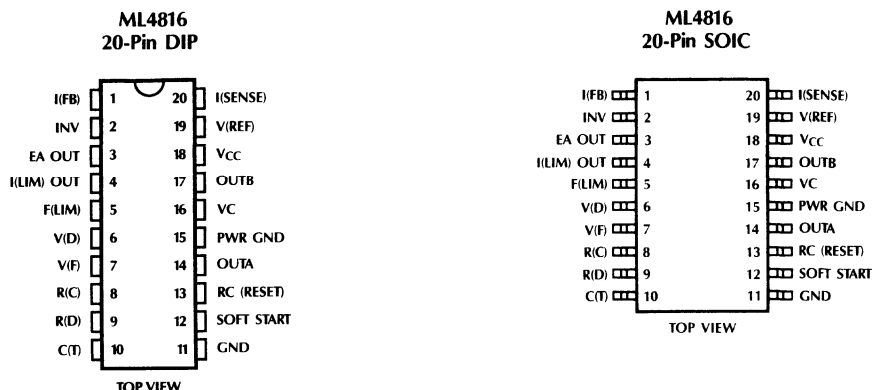 ML4816
20-Pin DIP
I(FB) 1 20 I(SENSE)
INV 2 19 V(REF)
EA OUT 3 18 VCC
I(LIM) OUT 4 17 OUTB
F(LIM) 5 16 VC
V(D) 6 15 PWR GND
V(F) 7 14 OUTA
R(C) 8 13 RC (RESET)
R(D) 9 12 SOFT START
C(T) 10 11 GND
TOP VIEW
ML4816
20-Pin SOIC
I(FB) 1 20 I(SENSE)
INV 2 19 V(REF)
EA OUT 3 18 VCC
I(LIM) OUT 4 17 OUTB
F(LIM) 5 16 VC
V(D) 6 15 PWR GND
V(F) 7 14 OUTA
R(C) 8 13 RC (RESET)
R(D) 9 12 SOFT START
C(T) 10 11 GND
TOP VIEW